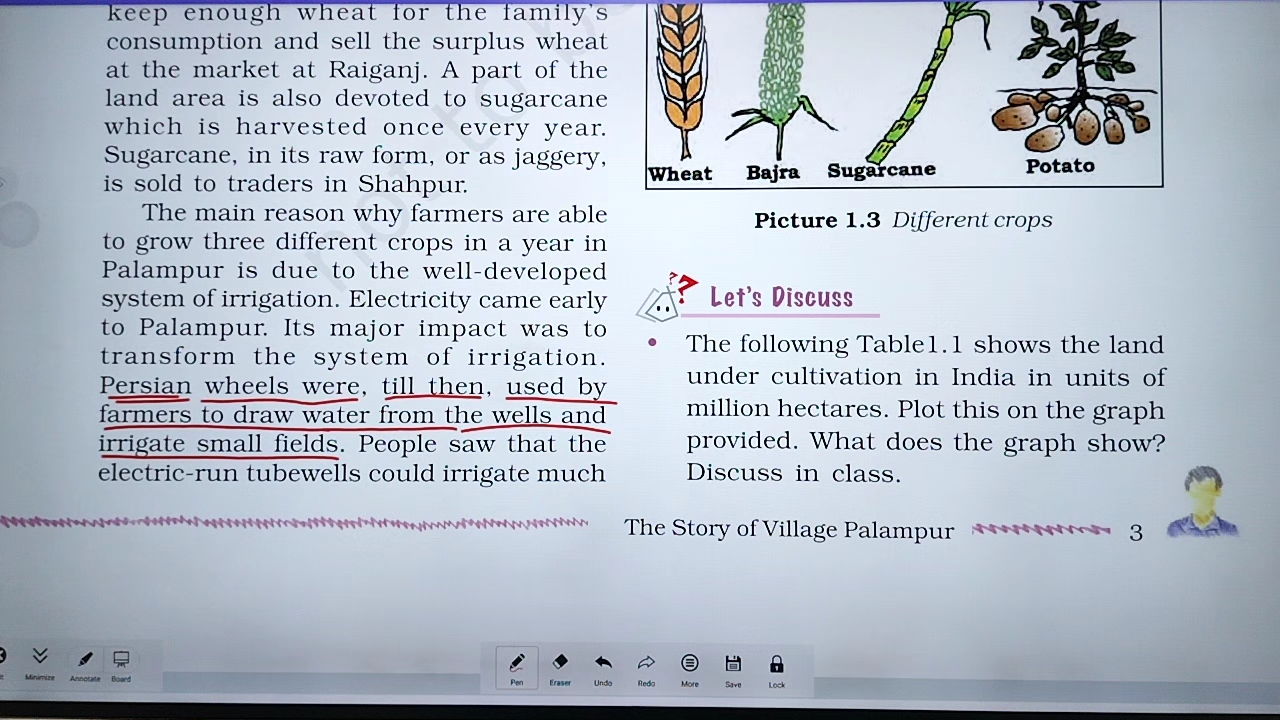 keep enough wheat for the family's
consumption and sell the surplus wheat
at the market at Raiganj. A part of the
land area is also devoted to sugarcane
which is harvested once every year.
Sugarcane, in its raw form, or as jaggery,
is sold to traders in Shahpur.
The main reason why farmers are able
to grow three different crops in a year in
Palampur is due to the well-developed
system of irrigation. Electricity came early
to Palampur. Its major impact was to
transform the system of irrigation.
Persian wheels were, till then, used by
farmers to draw water from the wells and
irrigate small fields. People saw that the
electric-run tubewells could irrigate much
Wheat Bajra Sugarcane Potato
Picture 1.3 Different crops
??
Let's Discuss
• The following Table1.1 shows the land
under cultivation in India in units of
million hectares. Plot this on the graph
provided. What does the graph show?
Discuss in class.
The Story of Village Palampur 3
Minimize Annotate Board Pen Eraser Undo Redo More Save Lock